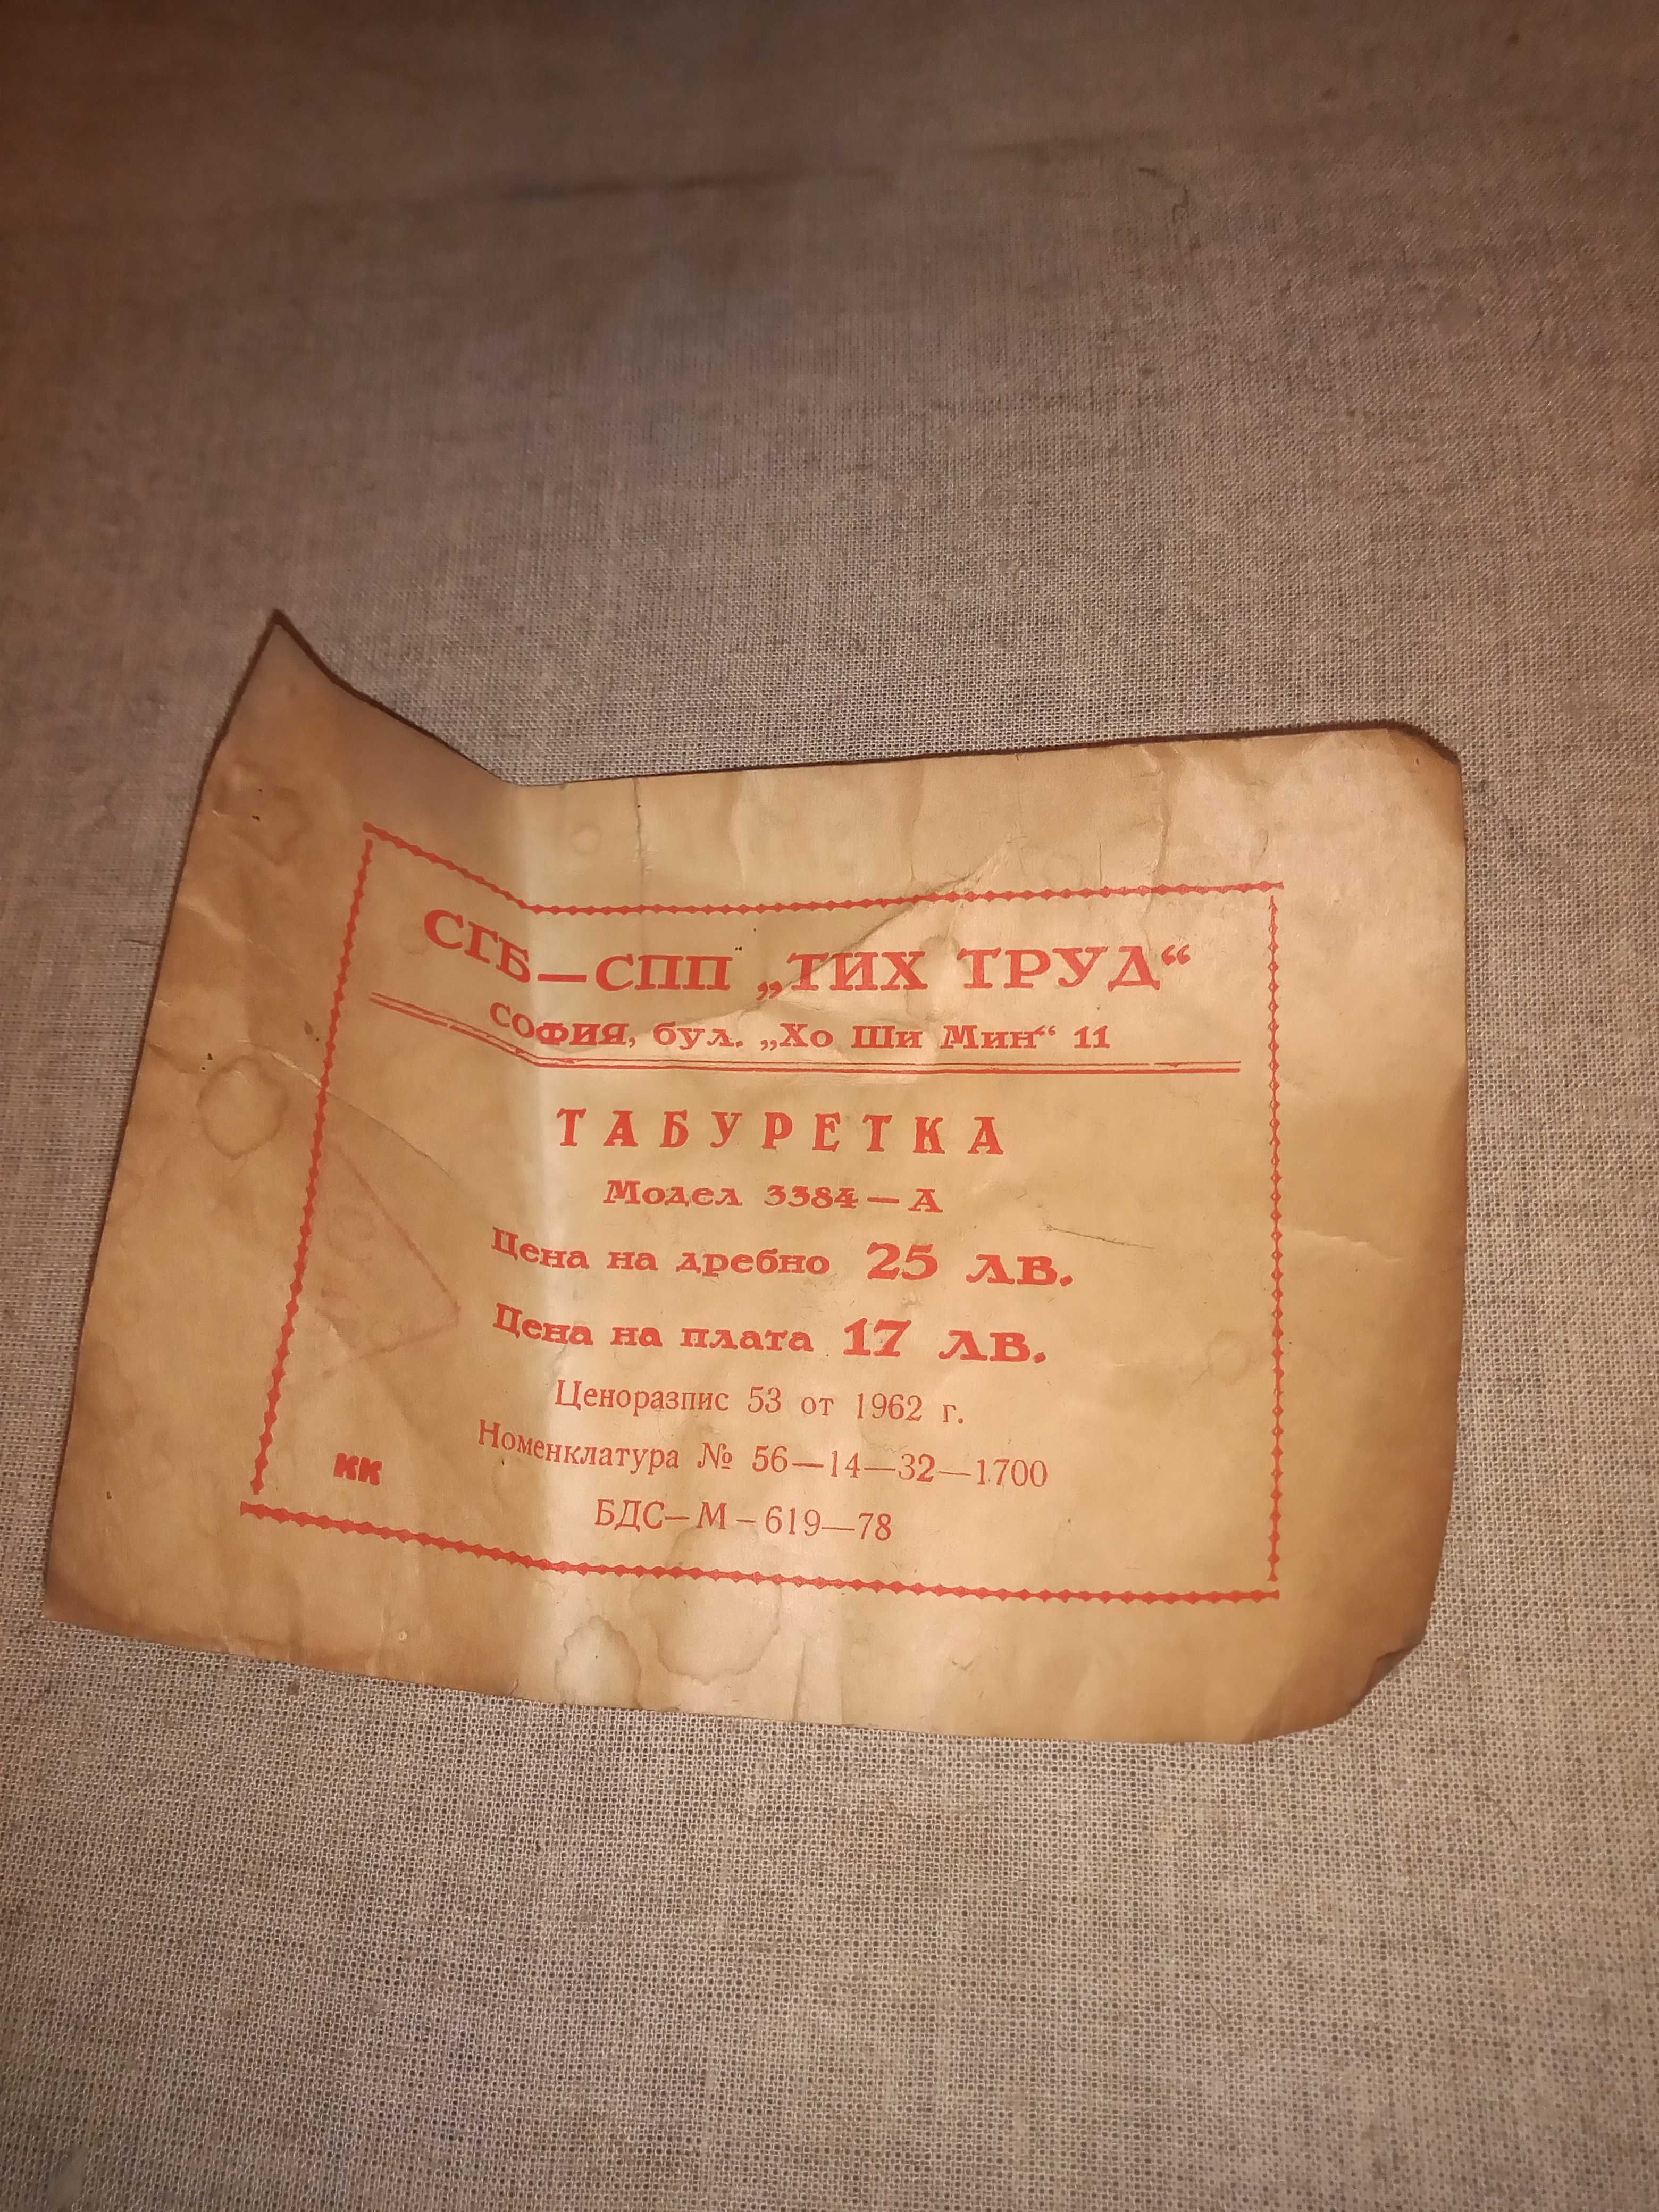 СГБ—СПП „ТИХ ТРУД“
СОФИЯ, бул. „Хо Ши Мин“ 11
ТАБУРЕТКА
Модел 3384—А
Цена на дребно 25 ЛВ.
Цена на плата 17 ЛВ.
Ценоразпис 53 от 1962 г.
Номенклатура № 56—14—32—1700
КК
БДС—М—619—78